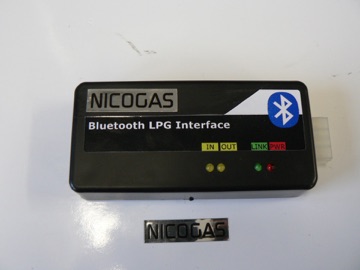 NICOGAS
Bluetooth LPG Interface
IN OUT LINK PWR
NICOGAS